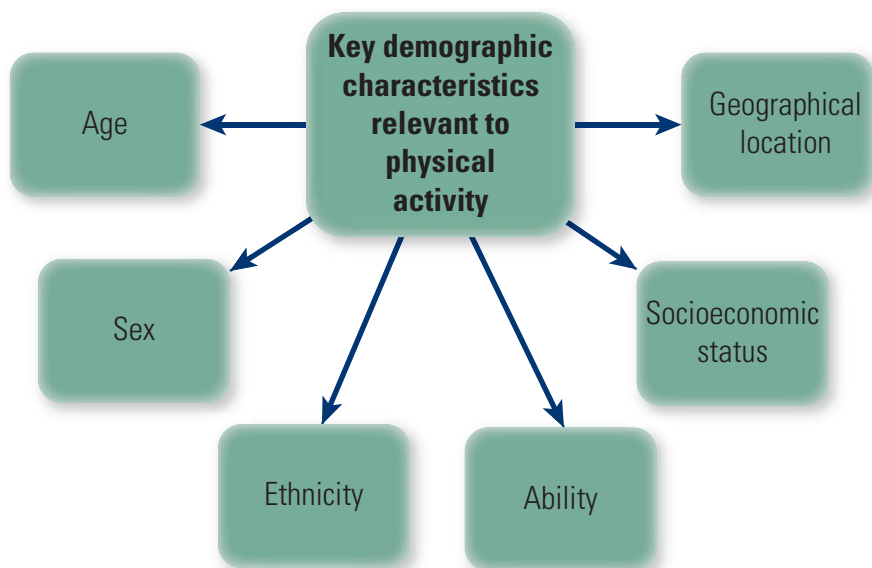 Key demographic
characteristics
relevant to
physical
activity
Age
Geographical
location
Sex
Socioeconomic
status
Ethnicity
Ability